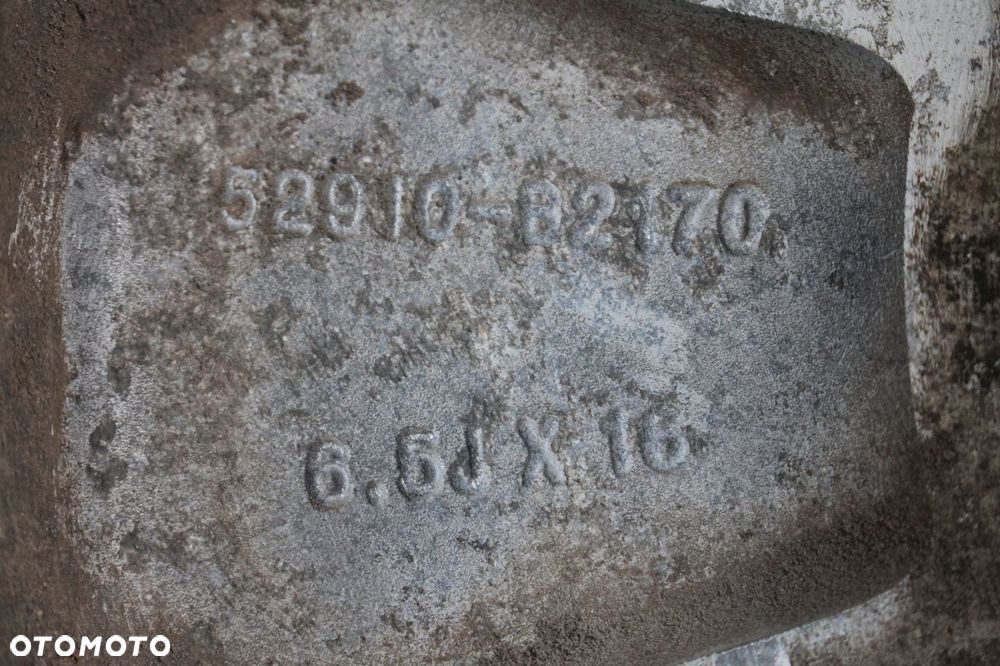 52910-B2170.
6.5J X 16
OTOMOTO